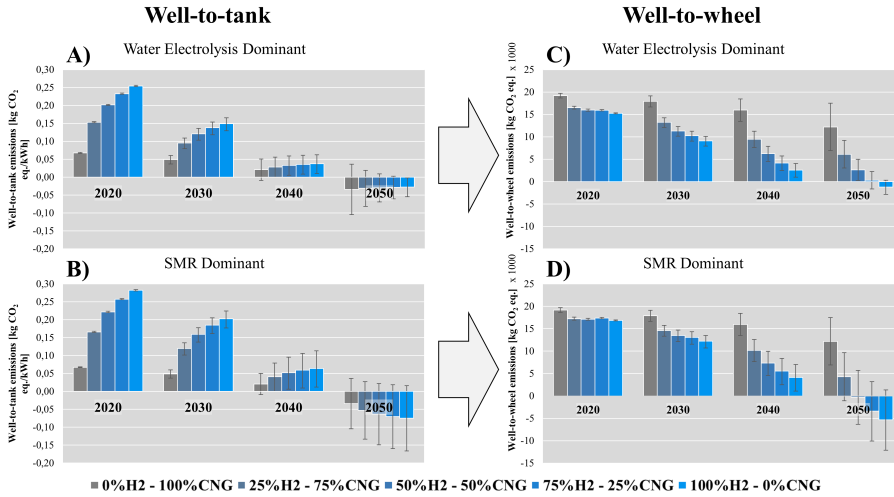 Well-to-tank
Well-to-wheel
A)
Water Electrolysis Dominant
Well-to-tank emissions [kg CO2
eq./kWh]
0,30
0,25
0,20
0,15
0,10
0,05
0,00
-0,05
-0,10
-0,15
-0,20
2020
2030
2040
2050
C)
Water Electrolysis Dominant
Well-to-wheel emissions [kg CO2 eq.]
x 1000
25
20
15
10
5
0
-5
-10
-15
2020
2030
2040
2050
B)
SMR Dominant
Well-to-tank emissions [kg CO2
eq./kWh]
0,30
0,25
0,20
0,15
0,10
0,05
0,00
-0,05
-0,10
-0,15
-0,20
2020
2030
2040
2050
D)
SMR Dominant
Well-to-wheel emissions [kg CO2 eq.]
x 1000
25
20
15
10
5
0
-5
-10
-15
2020
2030
2040
2050
0%H2 - 100%CNG 25%H2 - 75%CNG 50%H2 - 50%CNG 75%H2 - 25%CNG 100%H2 - 0%CNG